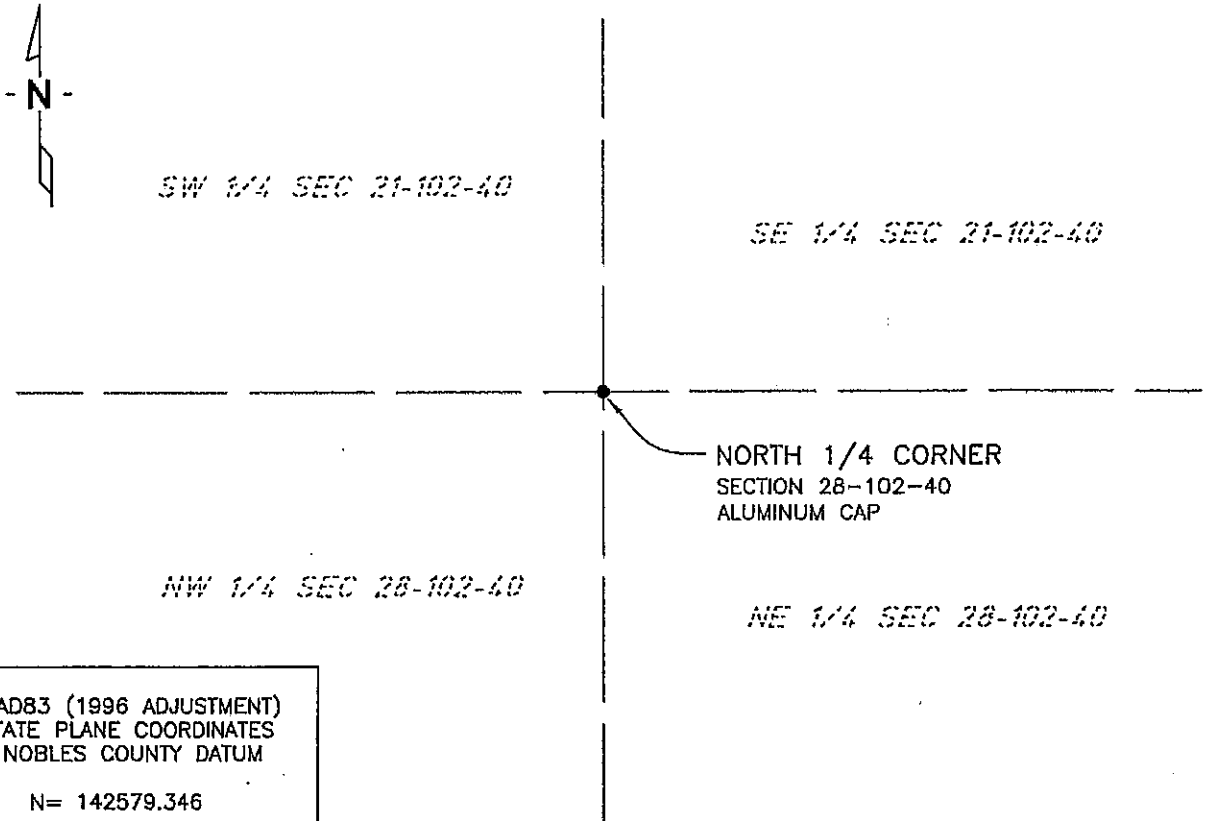 - N -
SW 1/4 SEC 21-102-40
SE 1/4 SEC 21-102-40
NORTH 1/4 CORNER
SECTION 28-102-40
ALUMINUM CAP
NW 1/4 SEC 28-102-40
NE 1/4 SEC 28-102-40
AD83 (1996 ADJUSTMENT)
TATE PLANE COORDINATES
NOBLES COUNTY DATUM
N= 142579.346